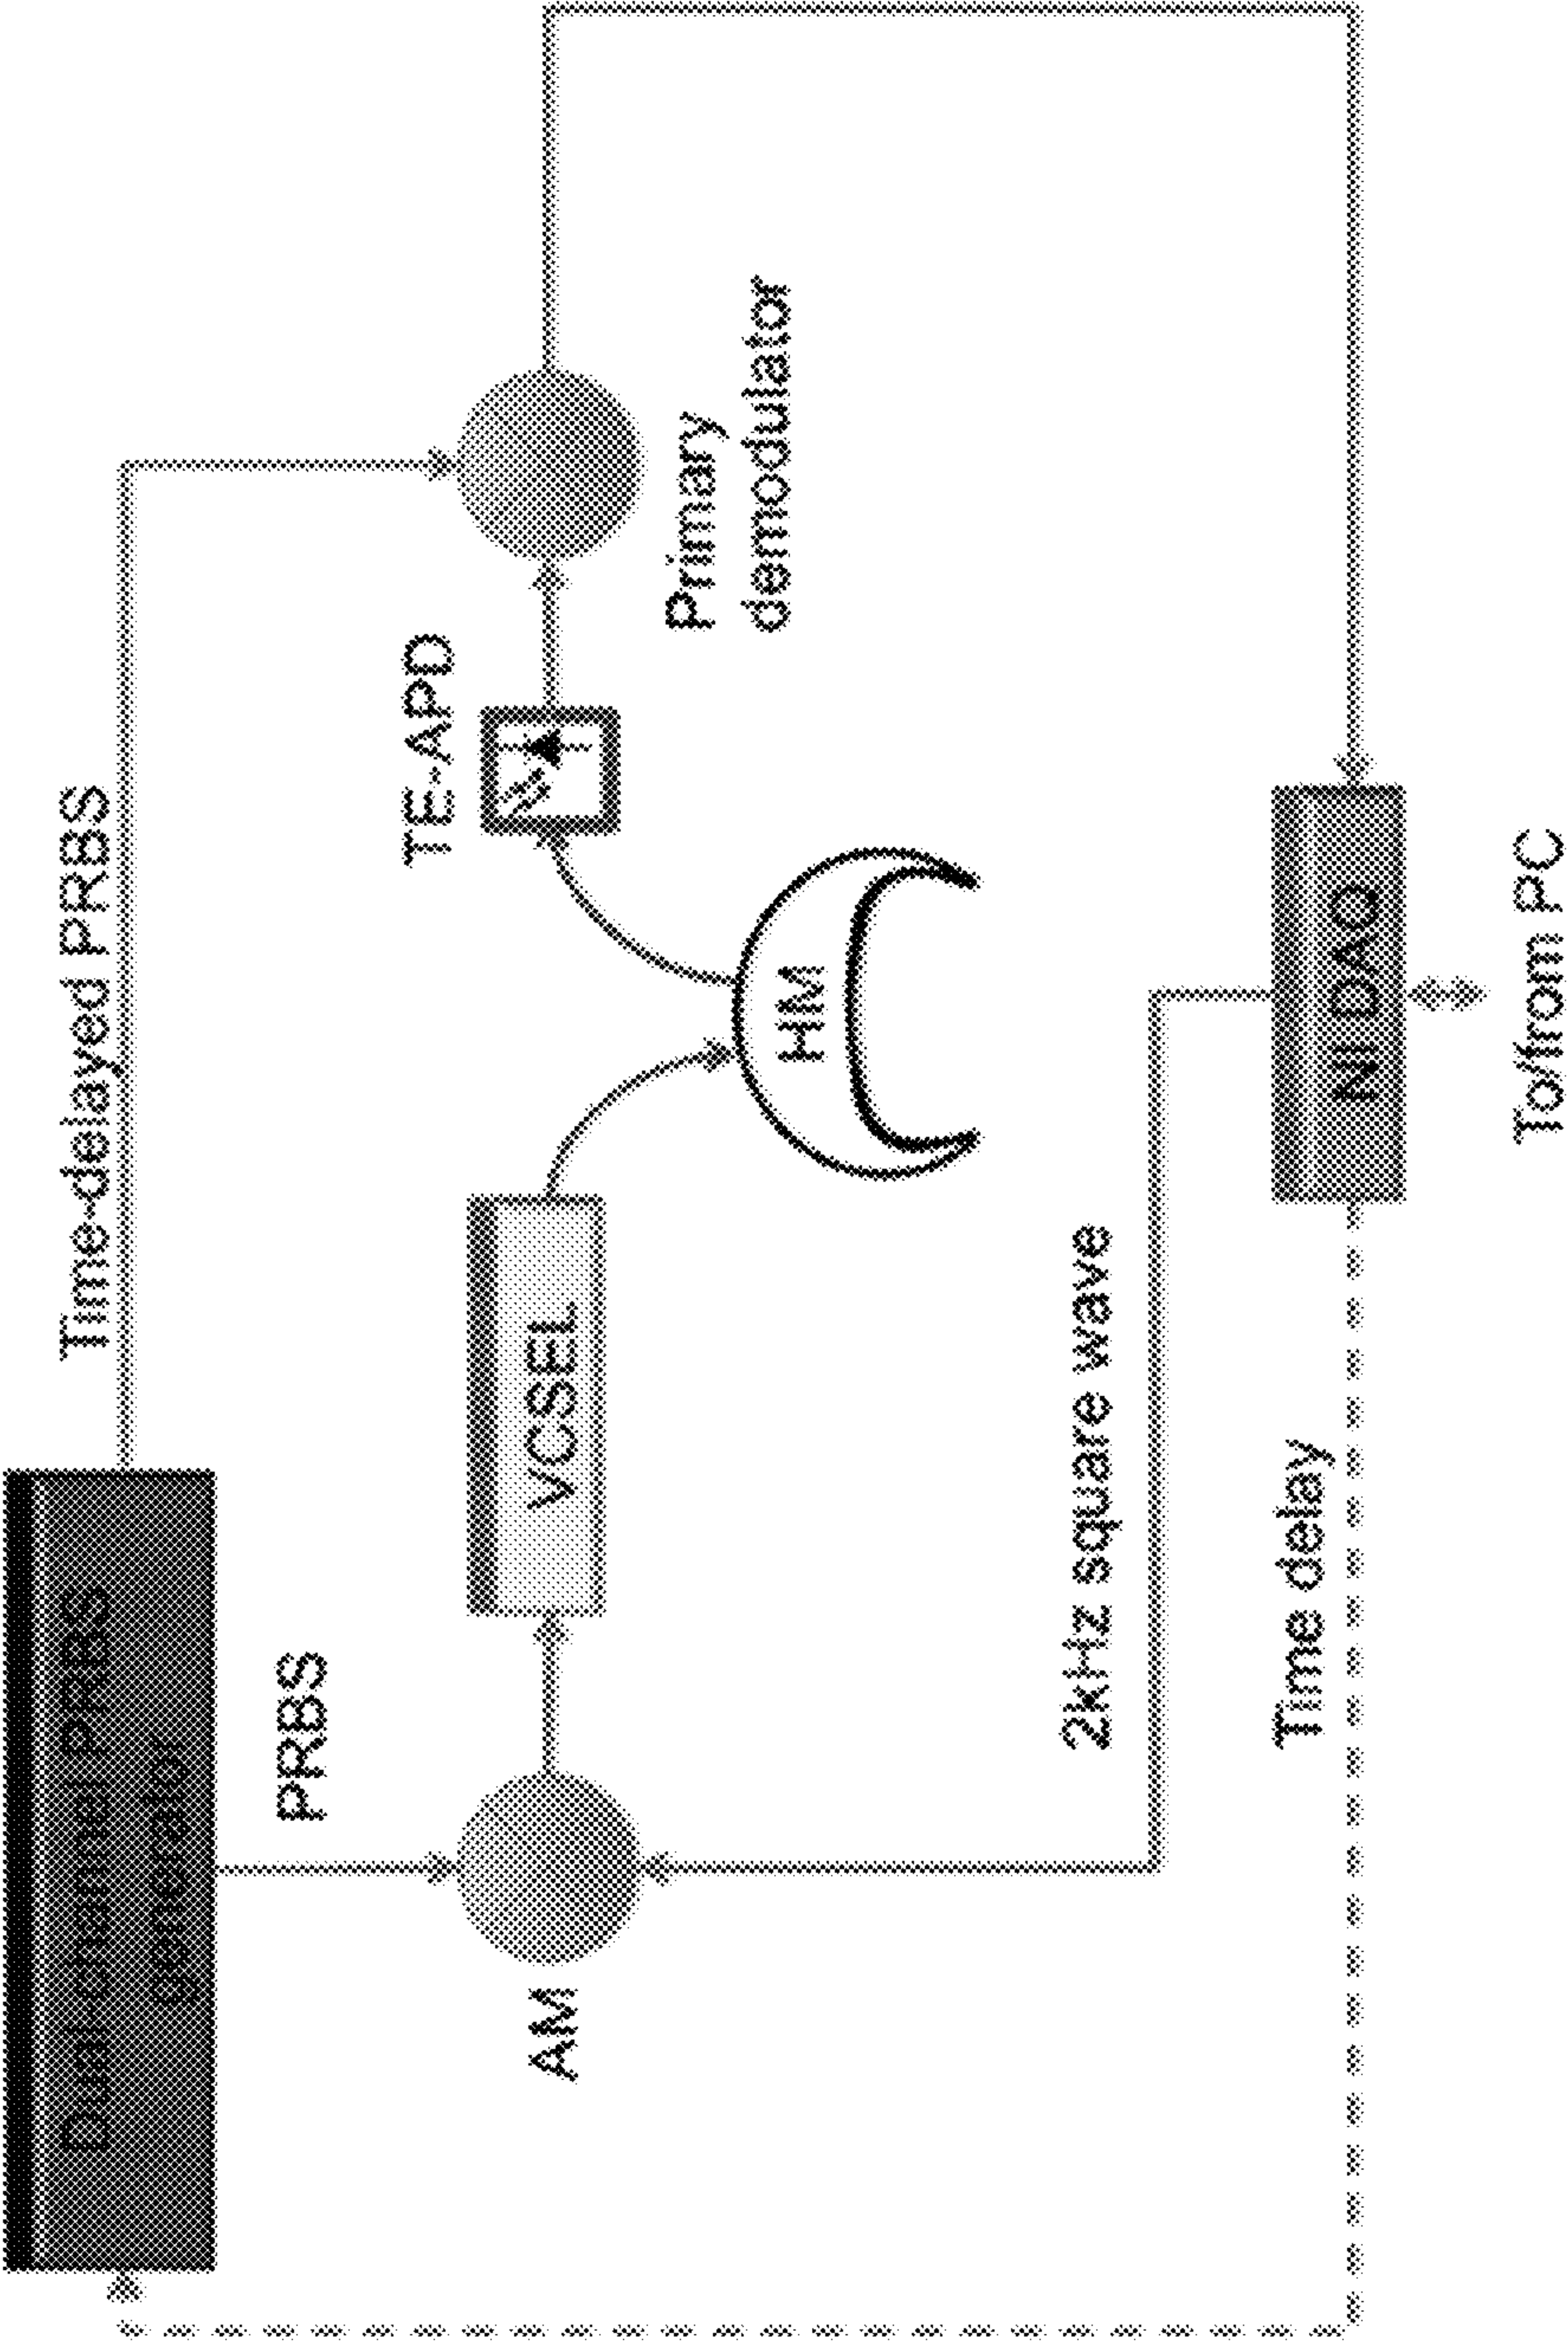 Dual-channel PRBS
generator
Time-delayed PRBS
PRBS
AM
VCSEL
HM
TE-APD
Primary
demodulator
2kHz square wave
Time delay
NI DAQ
To/from PC